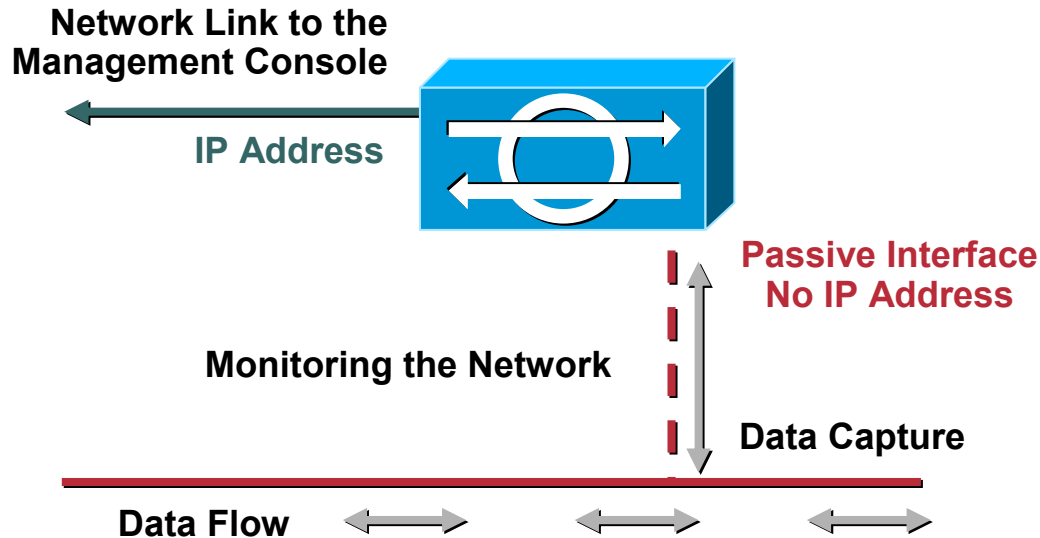 Network Link to the
Management Console
IP Address
Passive Interface
No IP Address
Monitoring the Network
Data Capture
Data Flow